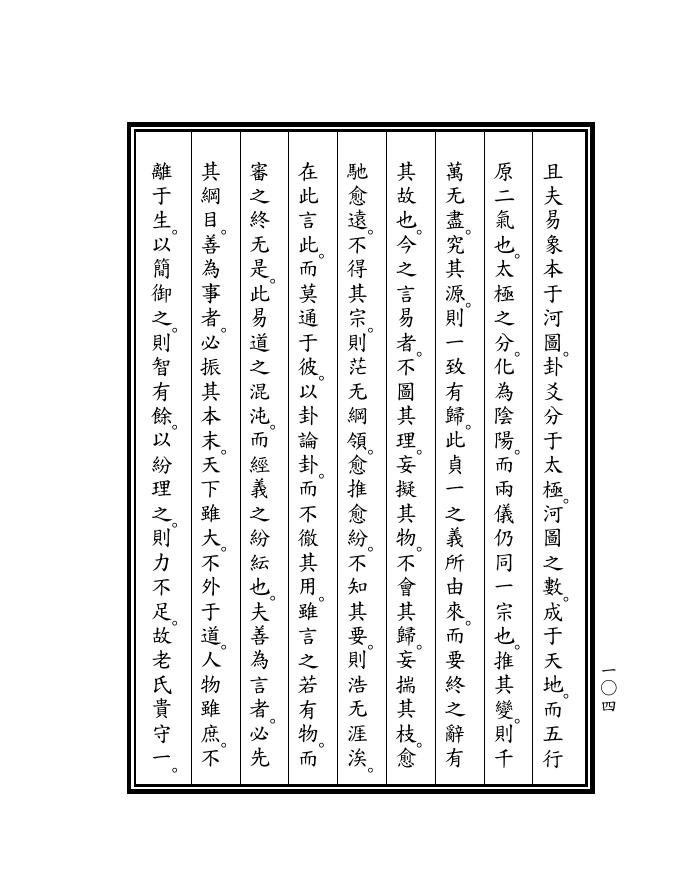 且夫易象本于河圖。卦爻分于太極。河圖之數。成于天地。而五行
原二氣也。太極之分。化為陰陽。而兩儀仍同一宗也。推其變。則千
萬无盡。究其源。則一致有歸。此貞一之義所由來。而要終之辭有
其故也。今之言易者。不圖其理。妄擬其物。不會其歸。妄揣其枝。愈
馳愈遠。不得其宗。則茫无綱領。愈推愈紛。不知其要。則浩无涯涘。
在此言此。而莫通于彼。以卦論卦。而不徹其用。雖言之若有物。而
審之終无是。此易道之混沌。而經義之紛紜也。夫善為言者。必先
其綱目。善為事者。必振其本末。天下雖大。不外于道。人物雖庶。不
離于生。以簡御之。則智有餘。以紛理之。則力不足。故老氏貴守一。
一〇四